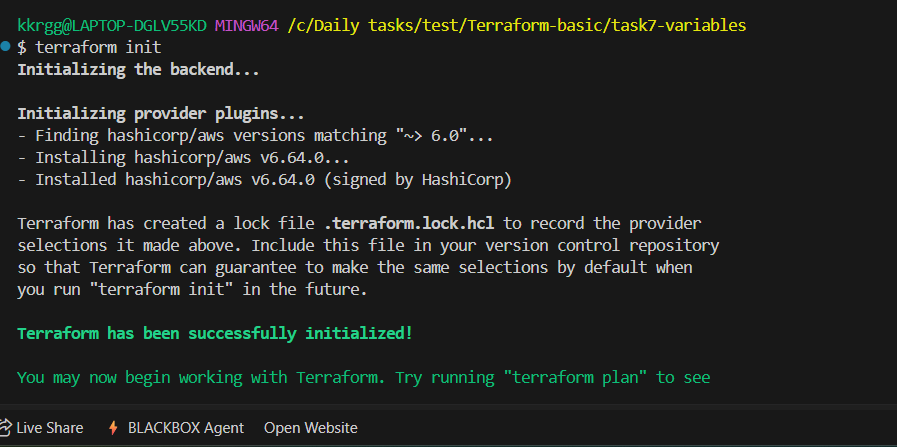 kkrgg@LAPTOP-DGLV55KD MINGW64 /c/Daily tasks/test/Terraform-basic/task7-variables
$ terraform init
Initializing the backend...
Initializing provider plugins...
- Finding hashicorp/aws versions matching "~> 6.0"...
- Installing hashicorp/aws v6.64.0...
- Installed hashicorp/aws v6.64.0 (signed by HashiCorp)
Terraform has created a lock file .terraform.lock.hcl to record the provider
selections it made above. Include this file in your version control repository
so that Terraform can guarantee to make the same selections by default when
you run "terraform init" in the future.
Terraform has been successfully initialized!
You may now begin working with Terraform. Try running "terraform plan" to see
Live Share BLACKBOX Agent Open Website